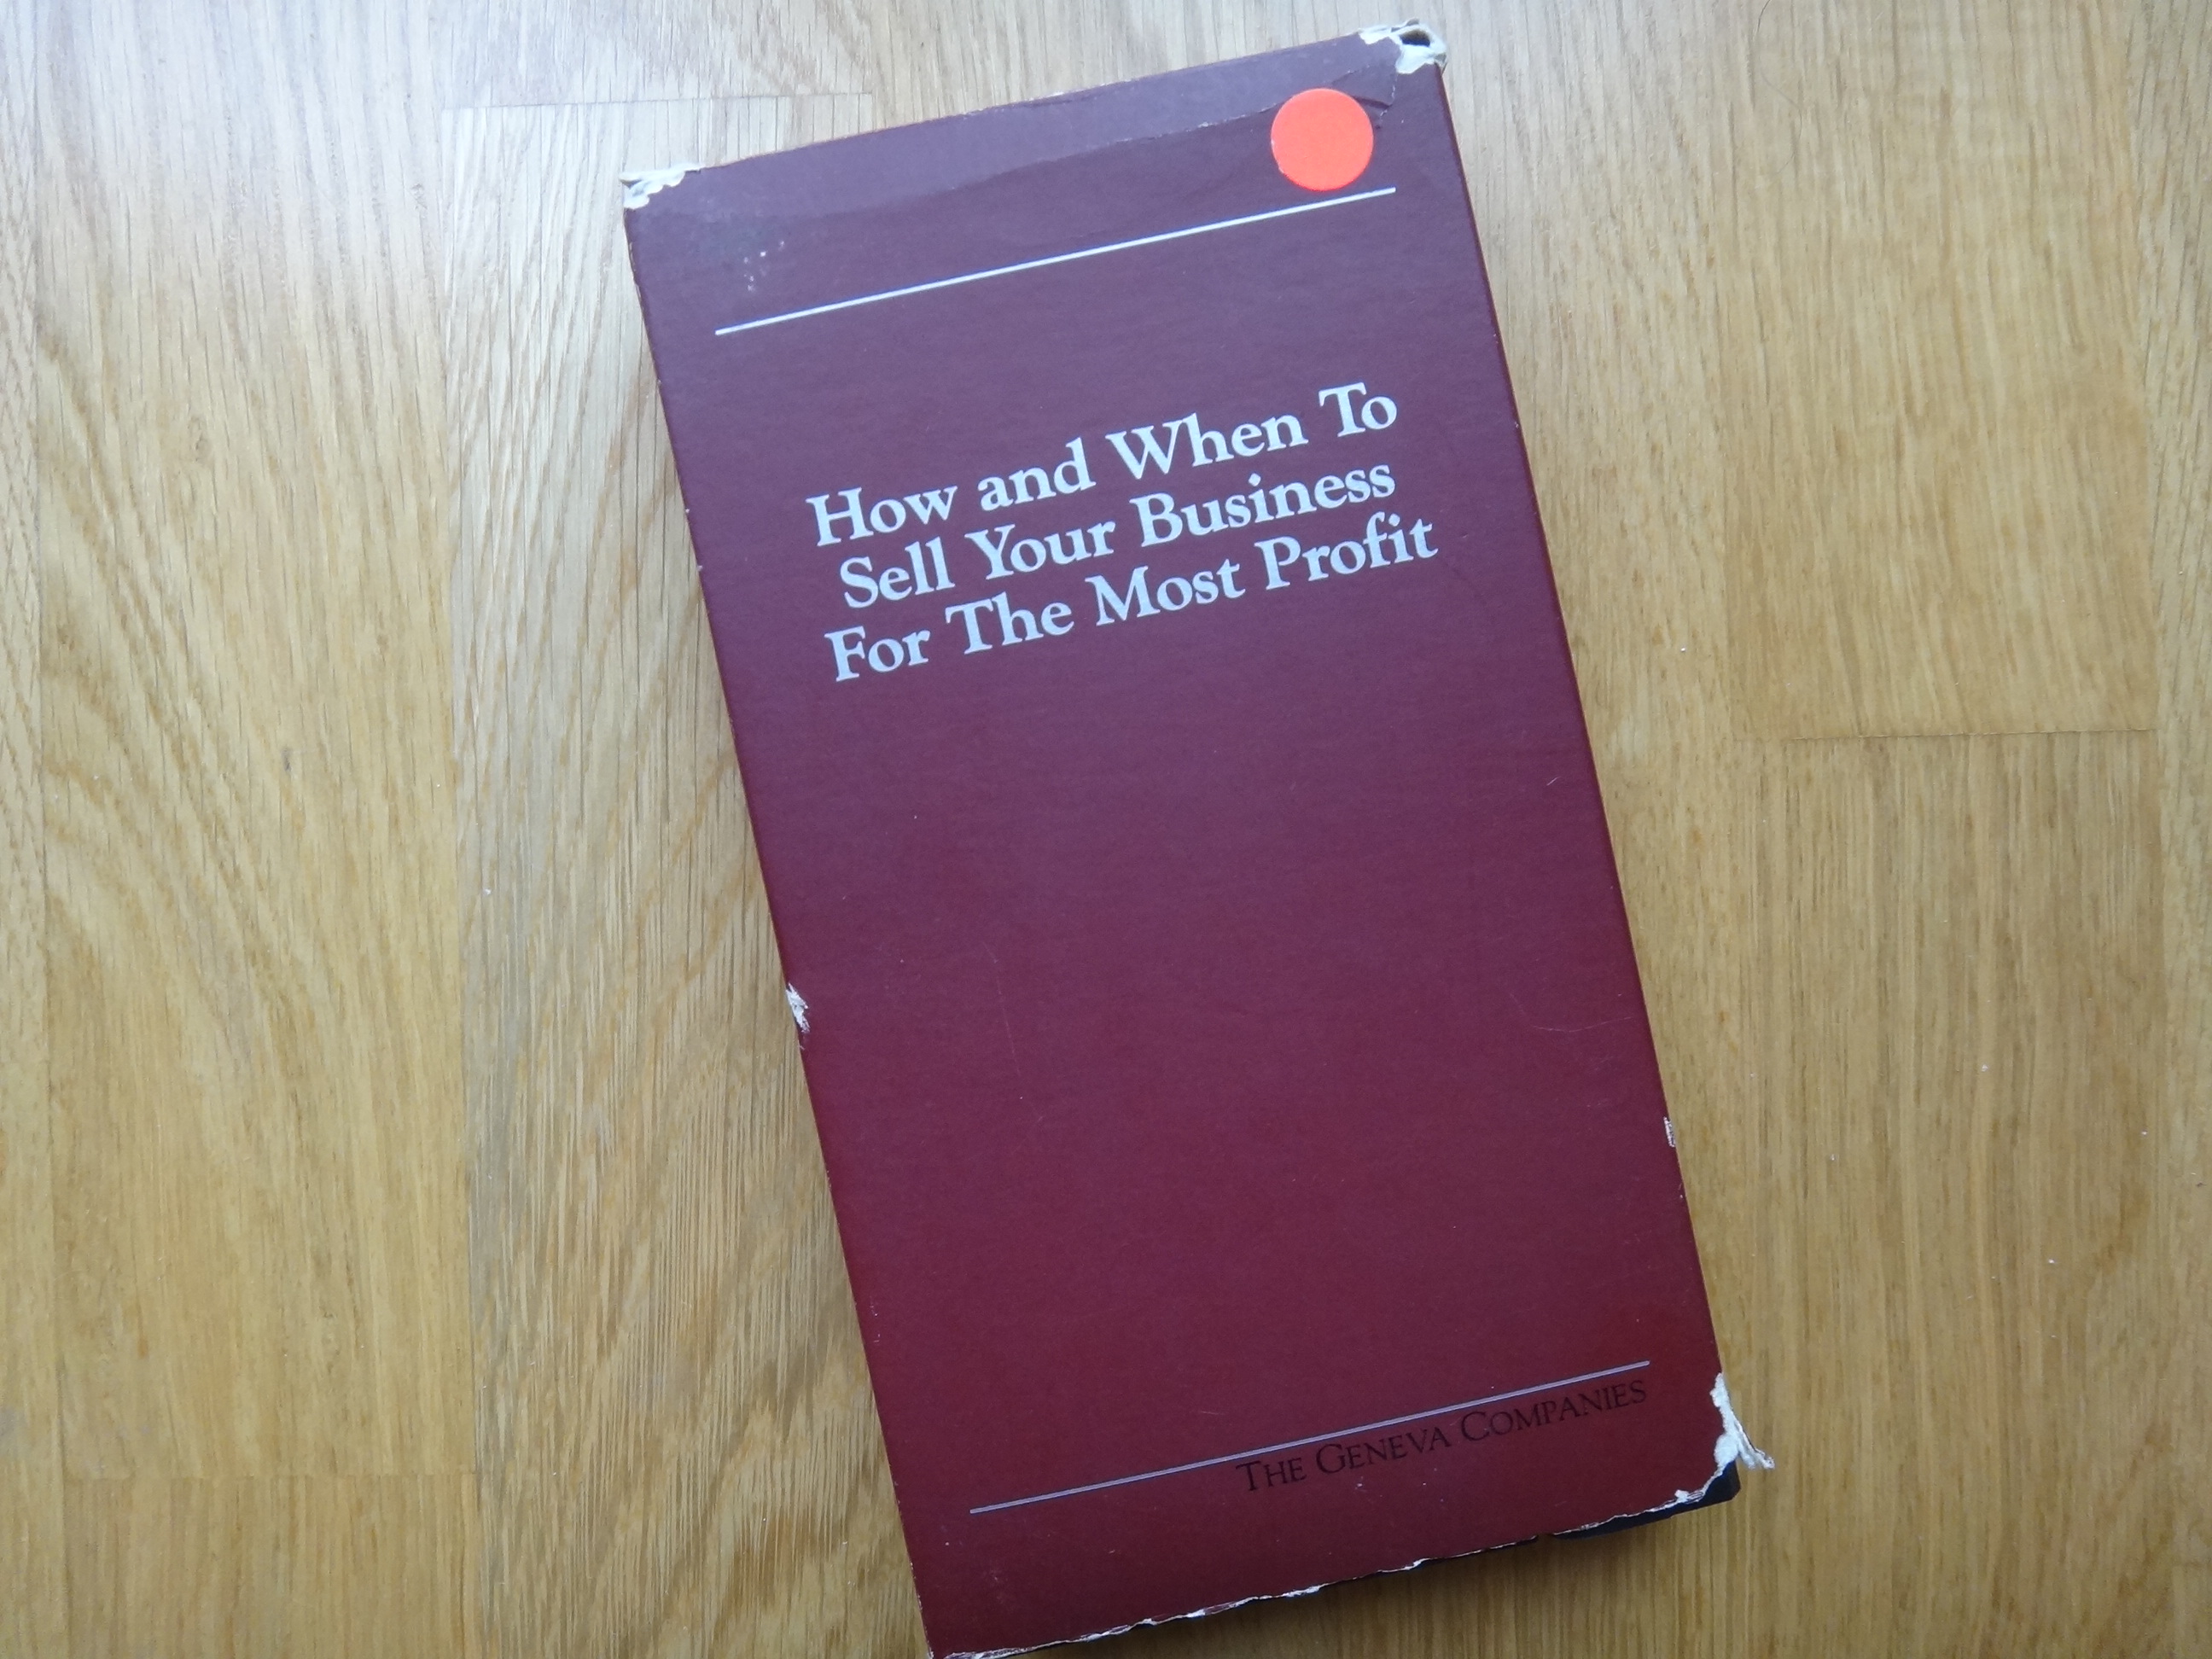 How and When To
Sell Your Business
For The Most Profit
THE GENEVA COMPANIES